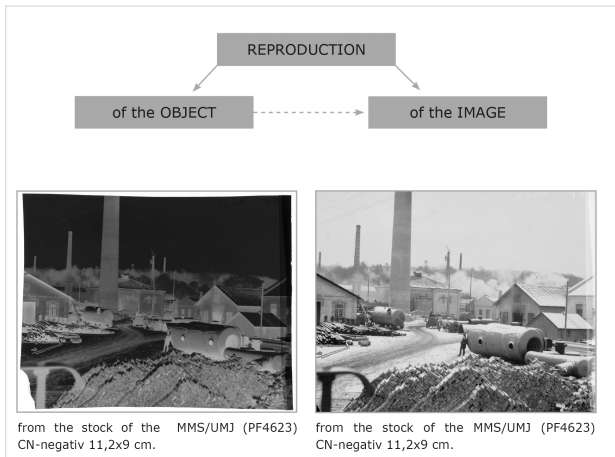 REPRODUCTION
of the OBJECT
of the IMAGE
from the stock of the MMS/UMJ (PF4623)
CN-negativ 11,2x9 cm.
from the stock of the MMS/UMJ (PF4623)
CN-negativ 11,2x9 cm.